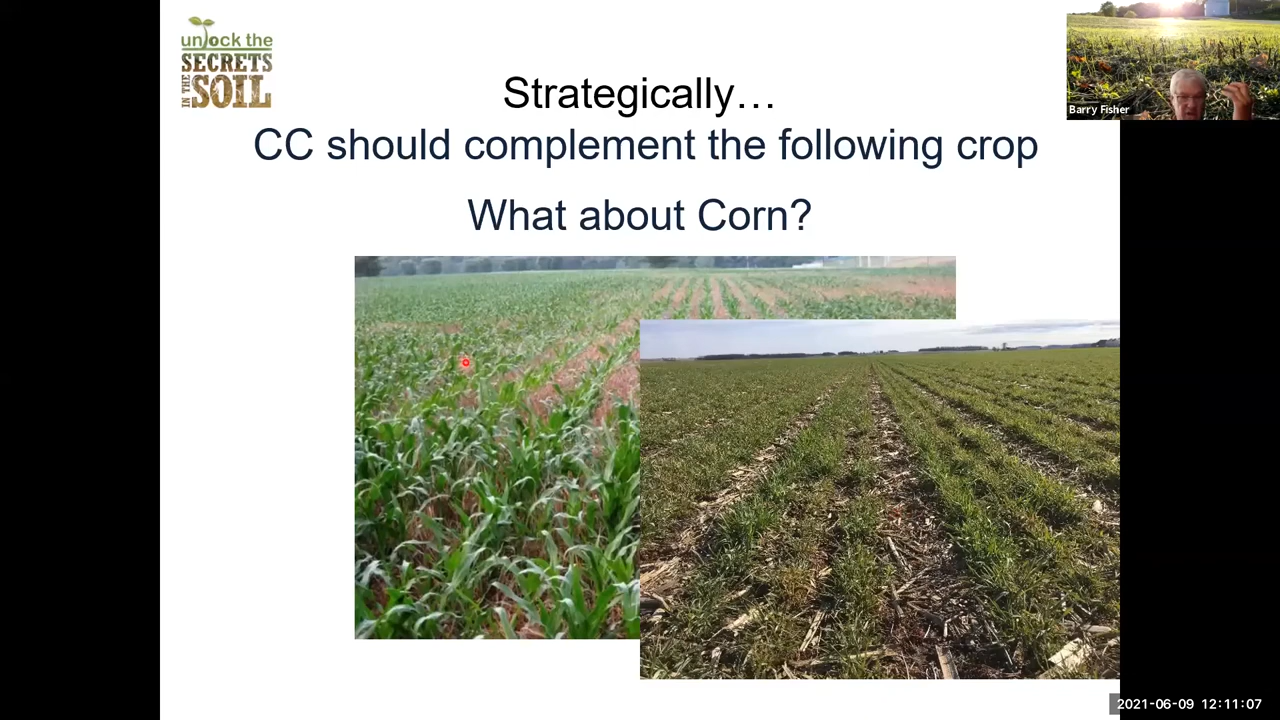 unlock the
SECRETS
IN THE
SOIL
Strategically…
CC should complement the following crop
What about Corn?
Barry Fisher
2021-06-09 12:11:07